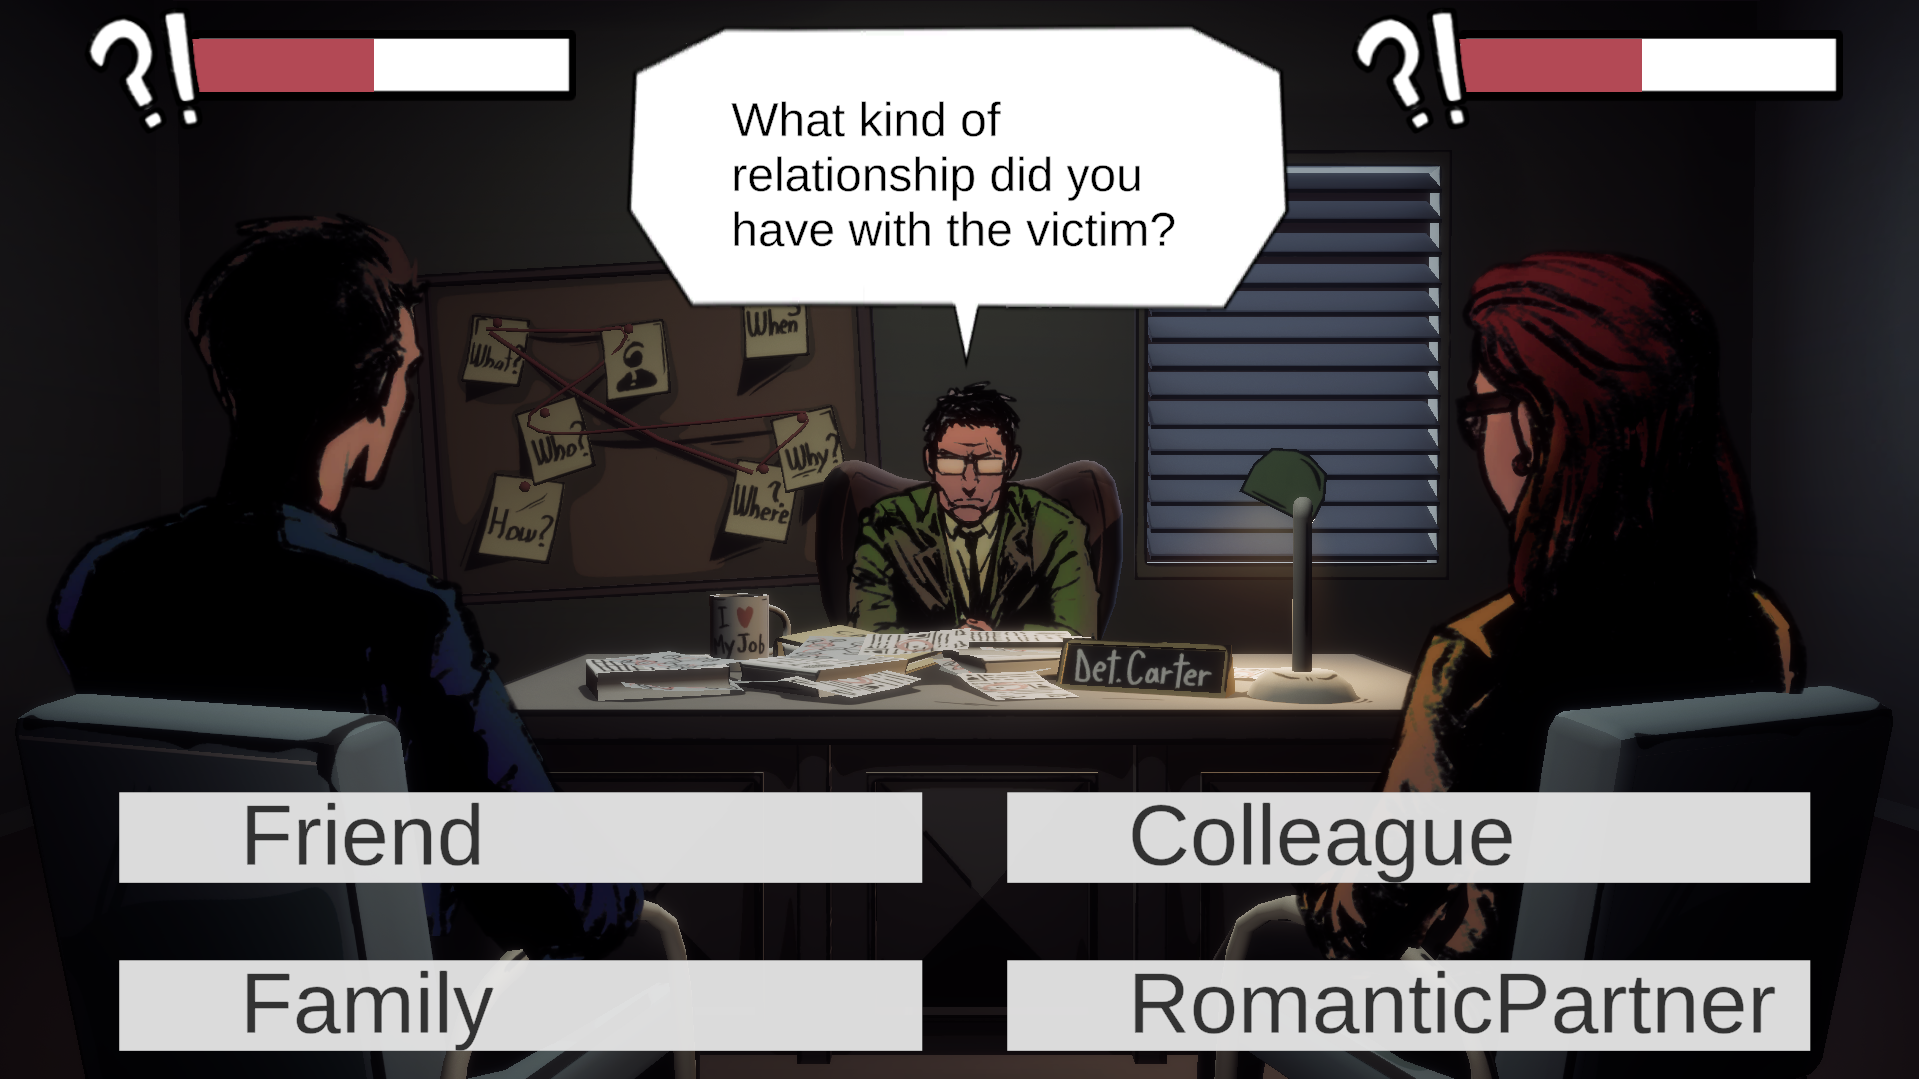 ?!
?!
What kind of
relationship did you
have with the victim?
When
What?
Who?
Why?
?
Where
How?
I ♥
My Job
Det. Carter
Friend
Colleague
Family
RomanticPartner